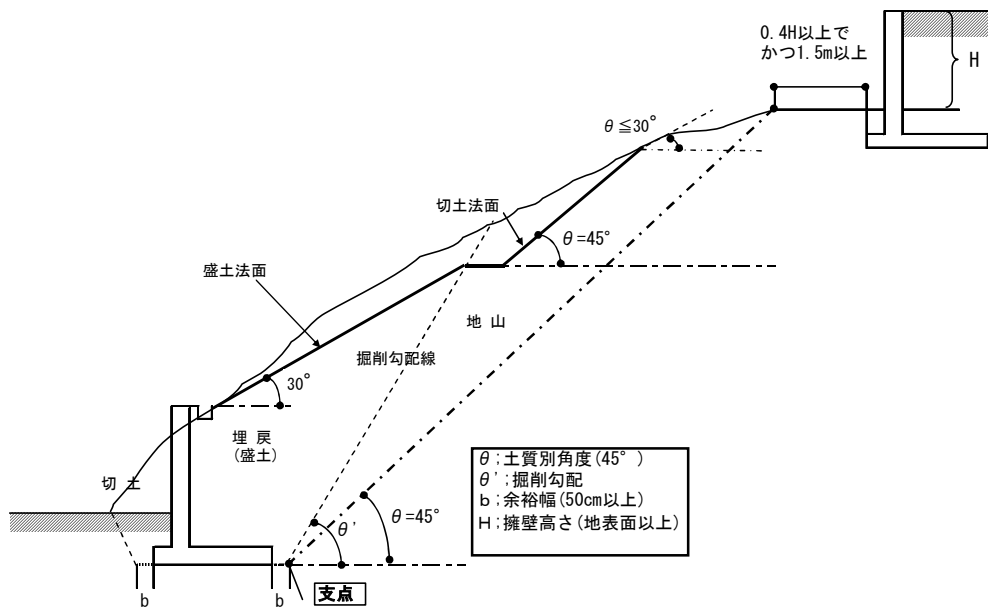 0.4H以上で
かつ1.5m以上
H
θ≦30°
切土法面
θ=45°
盛土法面
地 山
掘削勾配線
30°
埋 戻
(盛土)
切 土
θ;土質別角度(45°)
θ';掘削勾配
b;余裕幅(50cm以上)
H;擁壁高さ(地表面以上)
θ'
θ=45°
支点
b
b